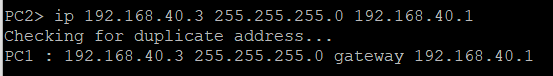 PC2> ip 192.168.40.3 255.255.255.0 192.168.40.1
Checking for duplicate address...
PC1 : 192.168.40.3 255.255.255.0 gateway 192.168.40.1